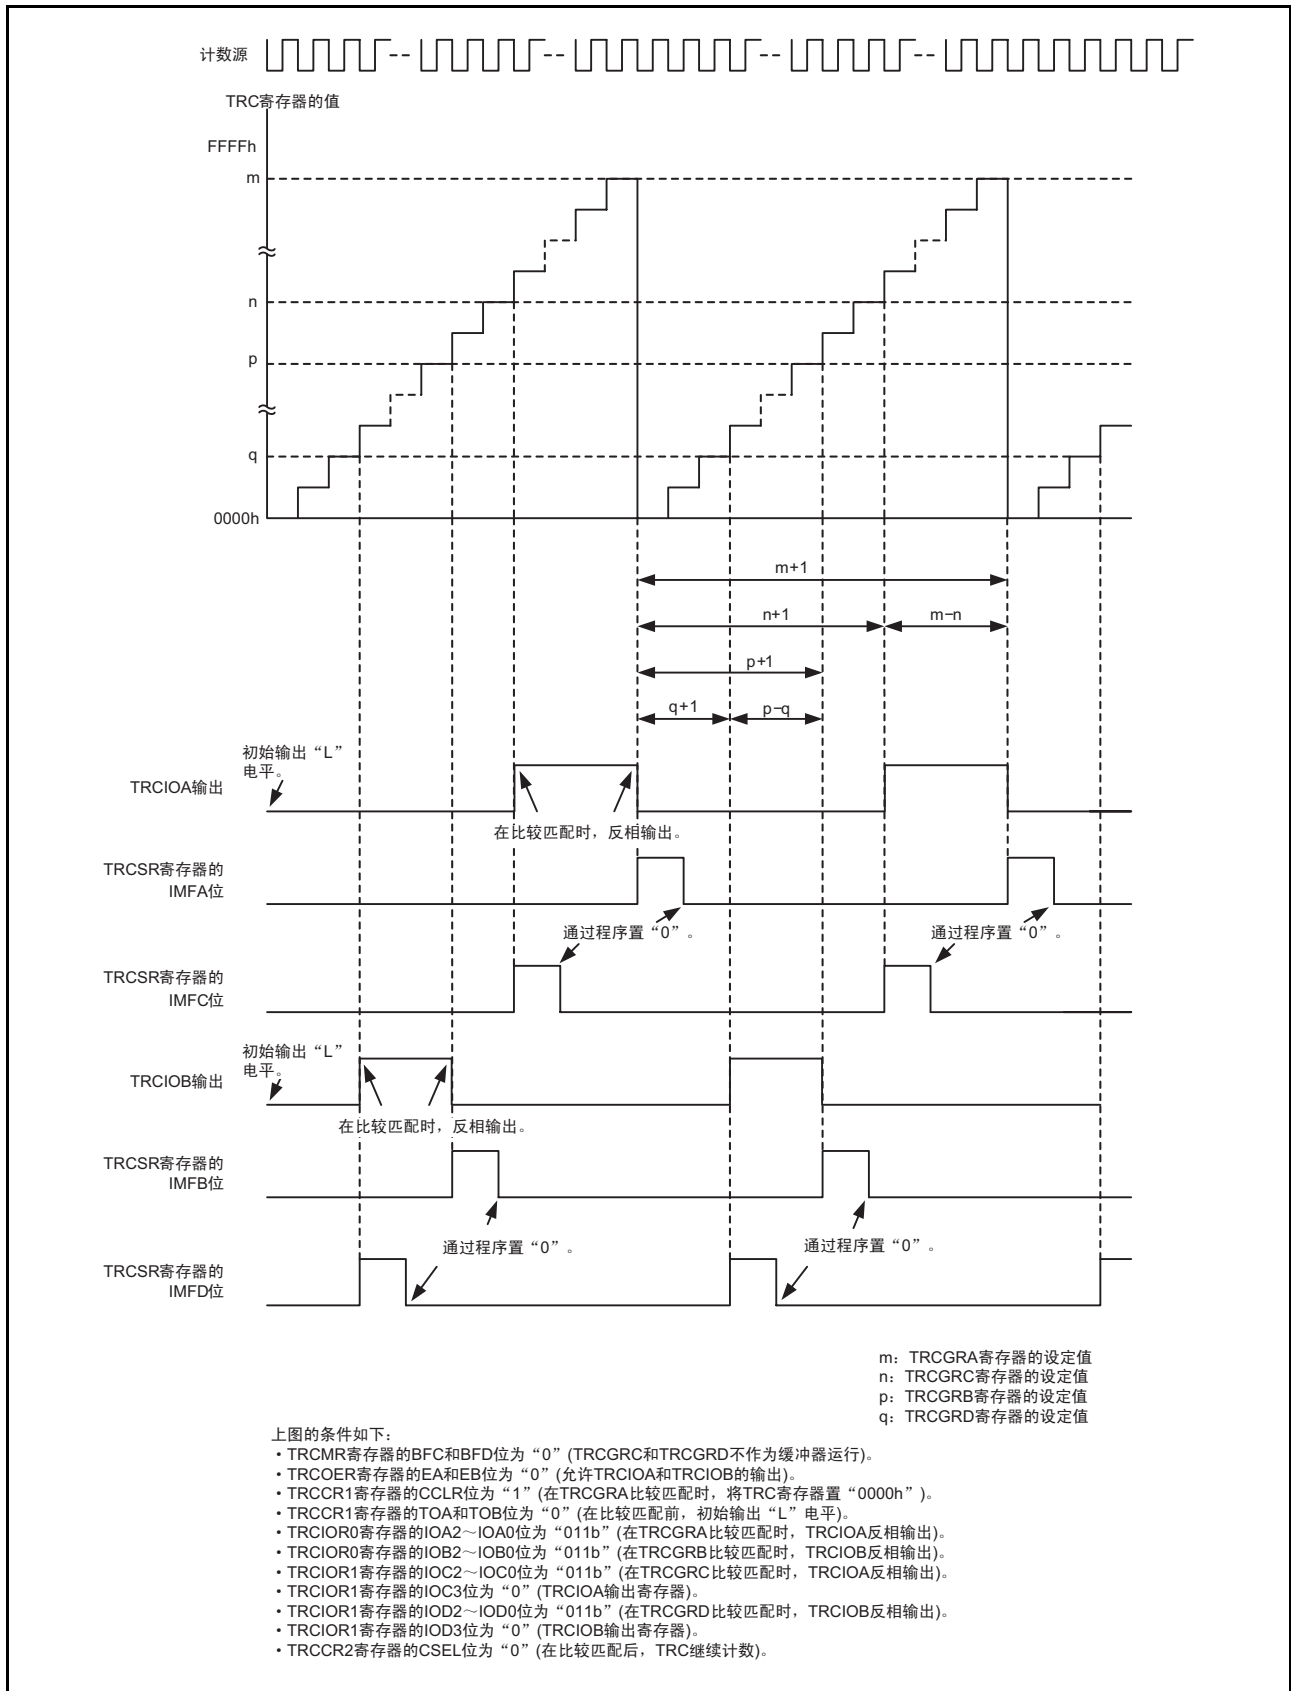 计数源
TRC寄存器的值
FFFFh
m
n
p
q
0000h
m+1
n+1
m−n
p+1
q+1
p−q
初始输出“L”
电平。
TRCIOA输出
在比较匹配时，反相输出。
TRCSR寄存器的
IMFA位
通过程序置“0”。
通过程序置“0”。
TRCSR寄存器的
IMFC位
初始输出“L”
电平。
TRCIOB输出
在比较匹配时，反相输出。
TRCSR寄存器的
IMFB位
通过程序置“0”。
通过程序置“0”。
TRCSR寄存器的
IMFD位
m：TRCGRA寄存器的设定值
n：TRCGRC寄存器的设定值
p：TRCGRB寄存器的设定值
q：TRCGRD寄存器的设定值
上图的条件如下：
・TRCMR寄存器的BFC和BFD位为“0”(TRCGRC和TRCGRD不作为缓冲器运行)。
・TRCOER寄存器的EA和EB位为“0”(允许TRCIOA和TRCIOB的输出)。
・TRCCR1寄存器的CCLR位为“1”(在TRCGRA比较匹配时，将TRC寄存器置“0000h”)。
・TRCCR1寄存器的TOA和TOB位为“0”(在比较匹配前，初始输出“L”电平)。
・TRCIOR0寄存器的IOA2～IOA0位为“011b”(在TRCGRA比较匹配时，TRCIOA反相输出)。
・TRCIOR0寄存器的IOB2～IOB0位为“011b”(在TRCGRB比较匹配时，TRCIOB反相输出)。
・TRCIOR1寄存器的IOC2～IOC0位为“011b”(在TRCGRC比较匹配时，TRCIOA反相输出)。
・TRCIOR1寄存器的IOC3位为“0”(TRCIOA输出寄存器)。
・TRCIOR1寄存器的IOD2～IOD0位为“011b”(在TRCGRD比较匹配时，TRCIOB反相输出)。
・TRCIOR1寄存器的IOD3位为“0”(TRCIOB输出寄存器)。
・TRCCR2寄存器的CSEL位为“0”(在比较匹配后，TRC继续计数)。